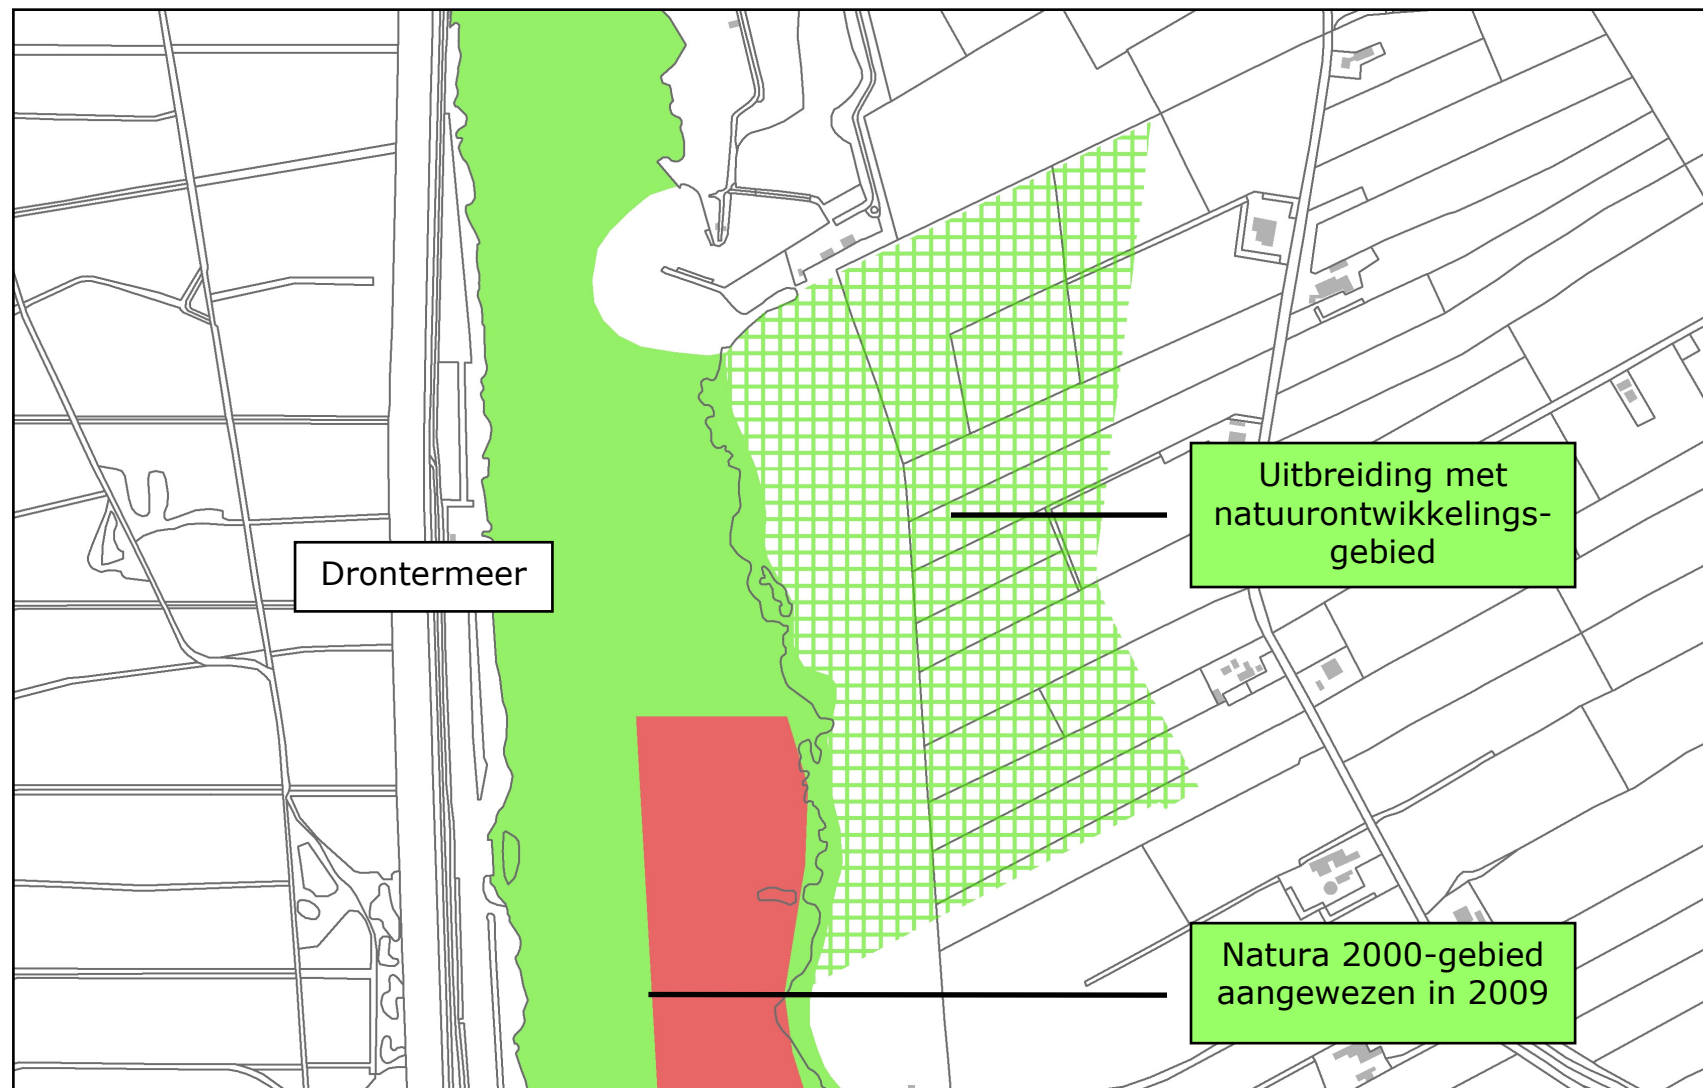 Uitbreiding met
natuurontwikkelings-
gebied
Drontermeer
Natura 2000-gebied
aangewezen in 2009